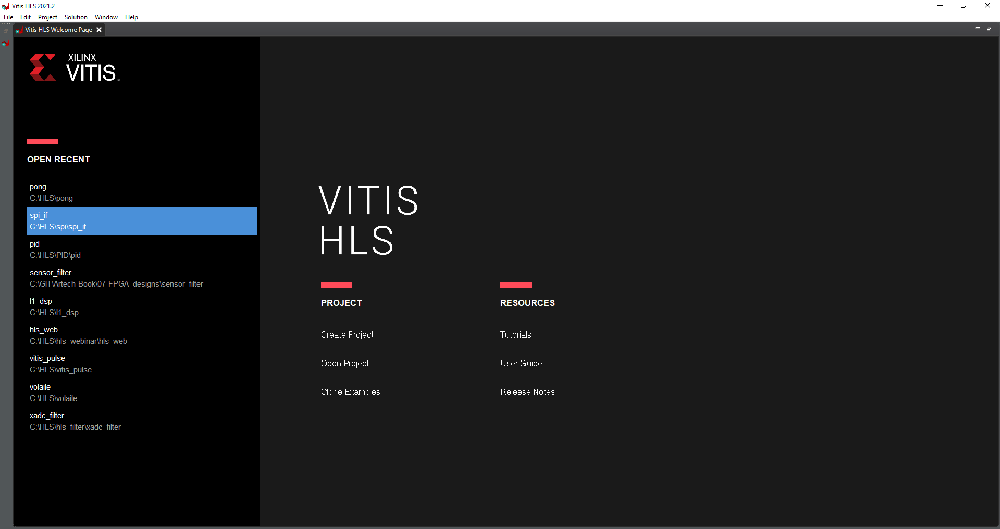 Vitis HLS 2021.2
File Edit Project Solution Window Help
Vitis HLS Welcome Page
XILINX
VITIS
OPEN RECENT
pong
C:\HLS\pong
spi_if
C:\HLS\spi\spi_if
pid
C:\HLS\PID\pid
sensor_filter
C:\GIT\Artech-Book\07-FPGA_designs\sensor_filter
l1_dsp
C:\HLS\l1_dsp
hls_web
C:\HLS\hls_webinar\hls_web
vitis_pulse
C:\HLS\vitis_pulse
volaile
C:\HLS\volaile
xadc_filter
C:\HLS\hls_filter\xadc_filter
VITIS
HLS
PROJECT
Create Project
Open Project
Clone Examples
RESOURCES
Tutorials
User Guide
Release Notes